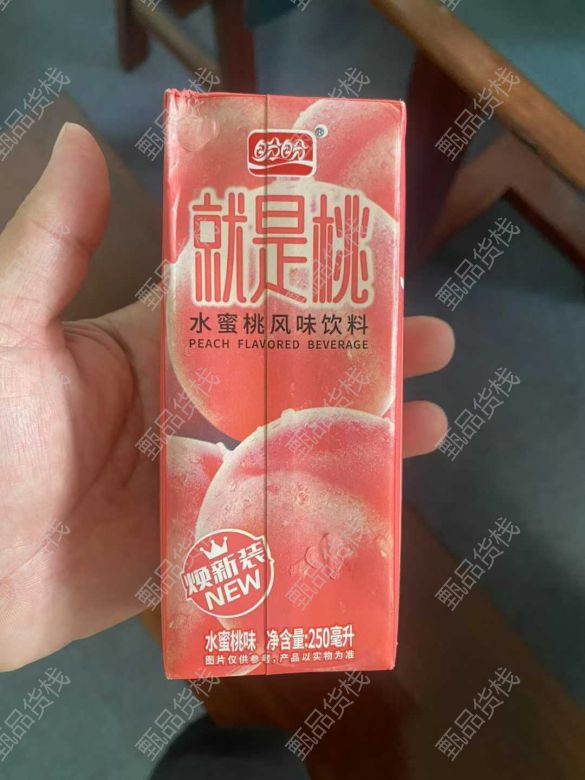 盼盼®
就是桃
水蜜桃风味饮料
PEACH FLAVORED BEVERAGE
焕新装
NEW
水蜜桃味 净含量:250毫升
图片仅供参考;产品以实物为准
甄品货栈